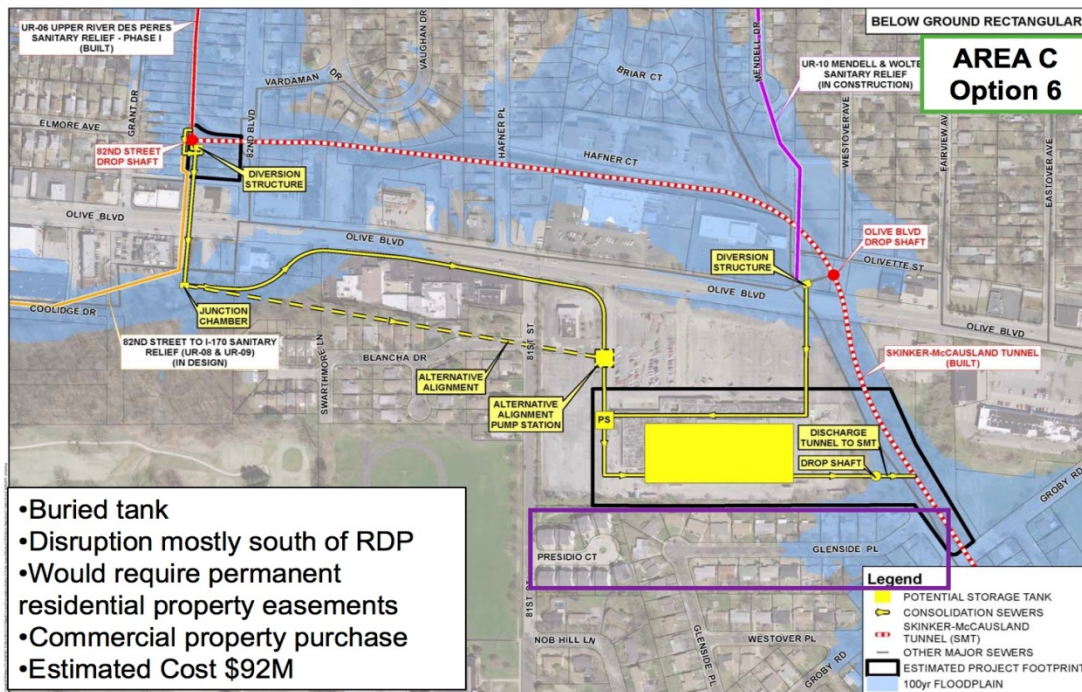 BELOW GROUND RECTANGULAR
AREA C
Option 6
UR-06 UPPER RIVER DES PERES
SANITARY RELIEF - PHASE I
(BUILT)
VAUGHAN DR
VARDAMAN DR
BRIAR CT
MENDELL DR
UR-10 MENDELL & WOLTE
SANITARY RELIEF
(IN CONSTRUCTION)
WESTOVER AVE
FAIRVIEW AVE
EASTOVER AVE
ELMORE AVE
GRANT DR
82ND BLVD
HAFNER PL
HAFNER CT
82ND STREET
DROP SHAFT
DIVERSION
STRUCTURE
OLIVE BLVD
OLIVE BLVD
OLIVE BLVD
DROP SHAFT
OLIVETTE ST
DIVERSION
STRUCTURE
OLIVE BLVD
OLIVE BLVD
COOLIDGE DR
JUNCTION
CHAMBER
82ND STREET TO I-170 SANITARY
RELIEF (UR-08 & UR-09)
(IN DESIGN)
SWARTHMORE LN
BLANCHA DR
81ST ST
ALTERNATIVE
ALIGNMENT
ALTERNATIVE
ALIGNMENT
PUMP STATION
SKINKER-McCAUSLAND
TUNNEL (SMT)
(BUILT)
PS
DISCHARGE
TUNNEL TO SMT
DROP SHAFT
GROBY RD
•Buried tank
•Disruption mostly south of RDP
•Would require permanent
residential property easements
•Commercial property purchase
•Estimated Cost $92M
PRESIDIO CT
GLENSIDE PL
81ST ST
NOB HILL LN
GLENSIDE PL
WESTOVER PL
GROBY RD
Legend
POTENTIAL STORAGE TANK
CONSOLIDATION SEWERS
SKINKER-McCAUSLAND
TUNNEL (SMT)
OTHER MAJOR SEWERS
ESTIMATED PROJECT FOOTPRINT
100yr FLOODPLAIN